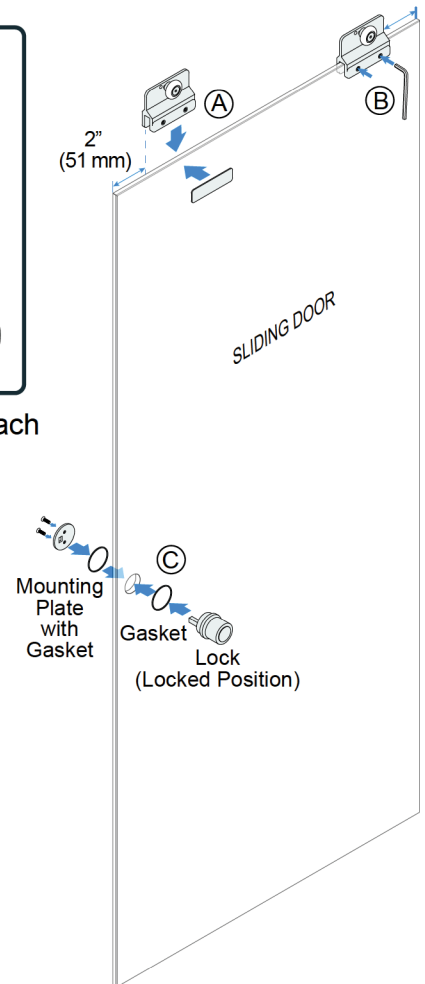 A
B
2”
(51 mm)
SLIDING DOOR
ach
C
Mounting
Plate
with
Gasket
Gasket
Lock
(Locked Position)